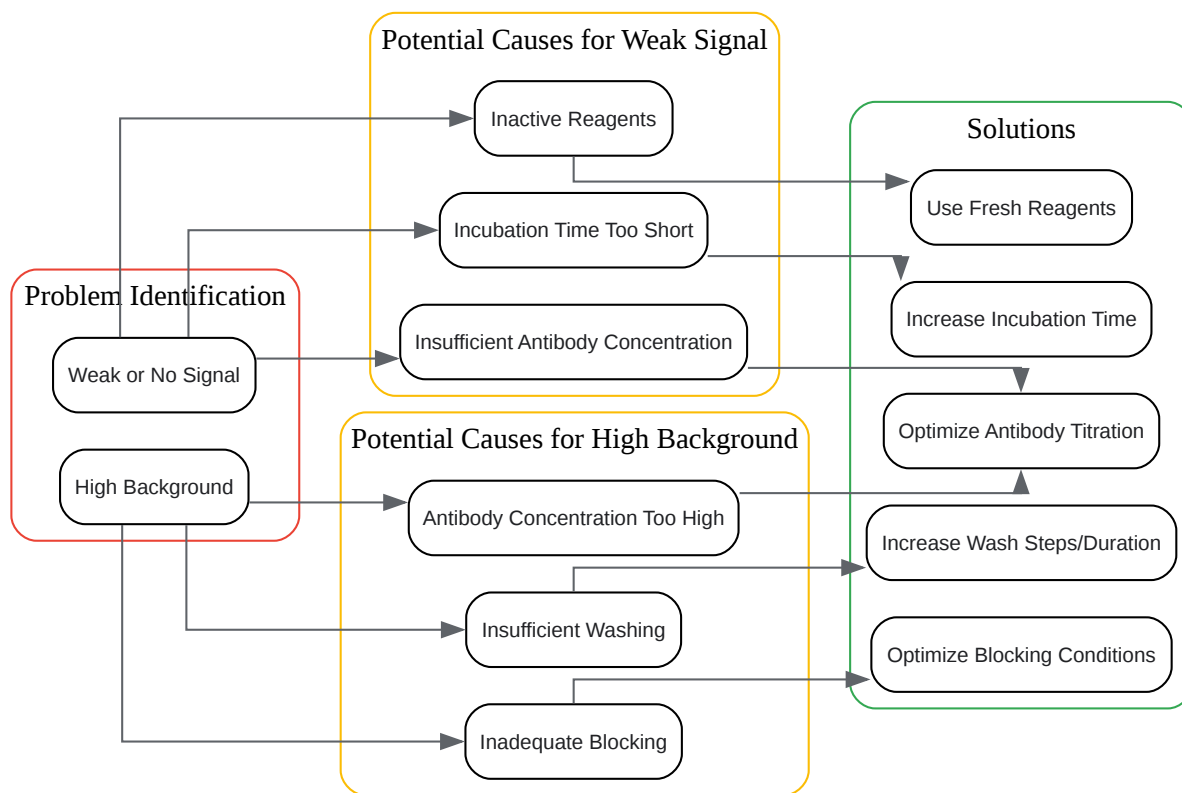 Potential Causes for Weak Signal
Inactive Reagents
Incubation Time Too Short
Insufficient Antibody Concentration
Problem Identification
Weak or No Signal
High Background
Potential Causes for High Background
Antibody Concentration Too High
Insufficient Washing
Inadequate Blocking
Solutions
Use Fresh Reagents
Increase Incubation Time
Optimize Antibody Titration
Increase Wash Steps/Duration
Optimize Blocking Conditions